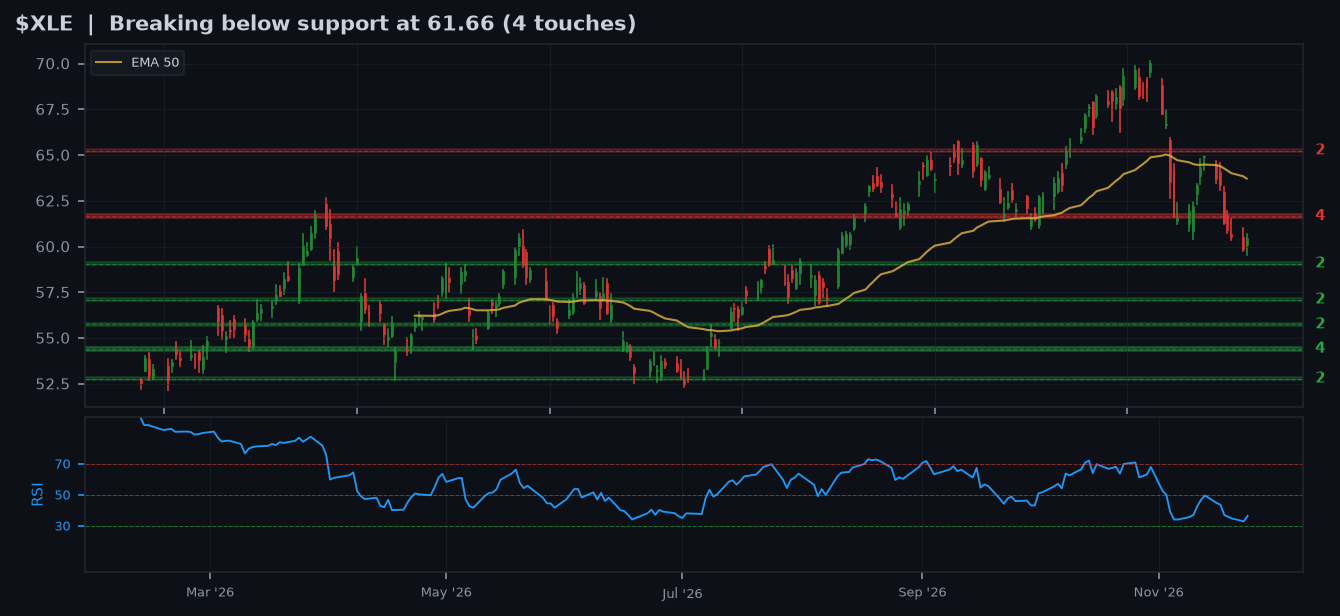 $XLE | Breaking below support at 61.66 (4 touches)
EMA 50
70.0
67.5
65.0
62.5
60.0
57.5
55.0
52.5
2
4
2
2
2
4
2
RSI
70
50
30
Mar '26
May '26
Jul '26
Sep '26
Nov '26